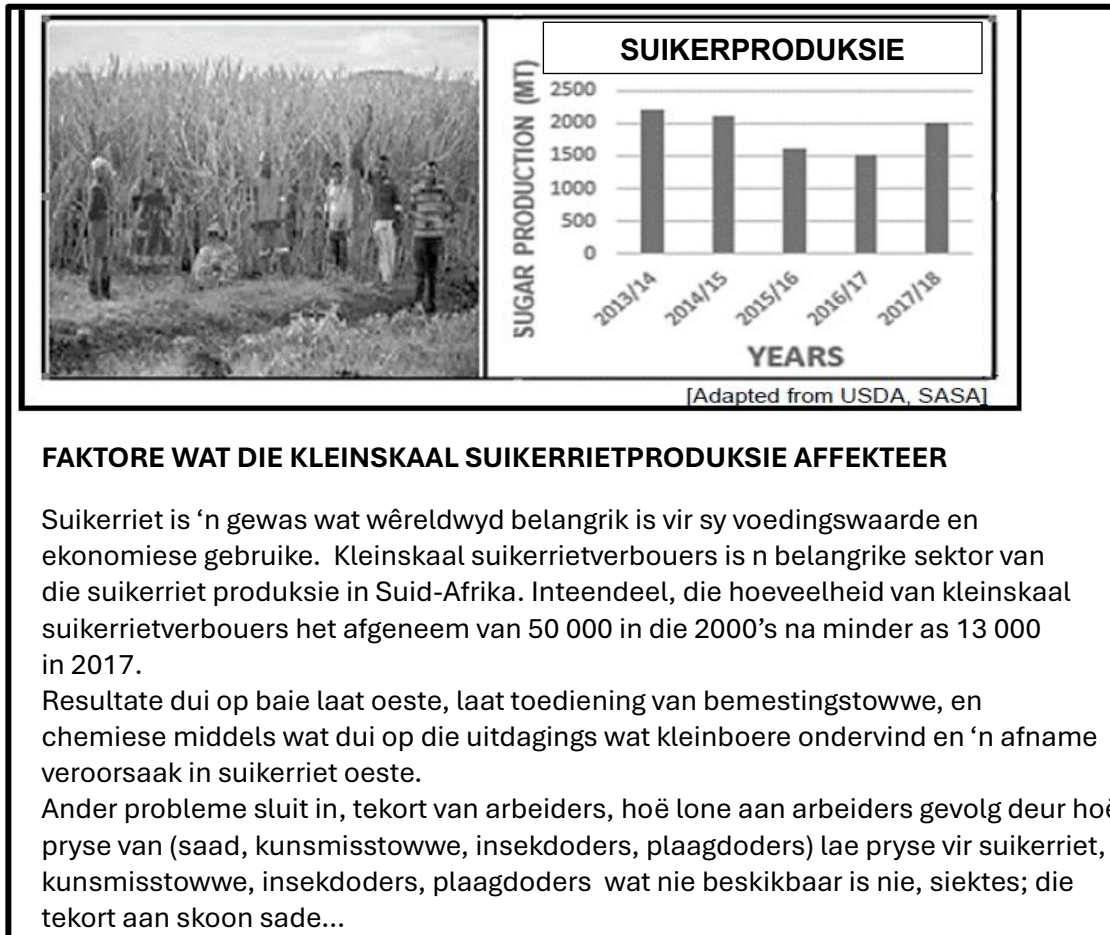 SUIKERPRODUKSIE
SUGAR PRODUCTION (MT)
2500
2000
1500
1000
500
0
2013/14
2014/15
2015/16
2016/17
2017/18
YEARS
[Adapted from USDA, SASA]
FAKTORE WAT DIE KLEINSKAAL SUIKERRIETPRODUKSIE AFFEKTEER
Suikerriet is ‘n gewas wat wêreldwyd belangrik is vir sy voedingswaarde en
ekonomiese gebruike.  Kleinskaal suikerrietverbouers is n belangrike sektor van
die suikerriet produksie in Suid-Afrika. Inteendeel, die hoeveelheid van kleinskaal
suikerrietverbouers het afgeneem van 50 000 in die 2000’s na minder as 13 000
in 2017.
Resultate dui op baie laat oeste, laat toediening van bemestingstowwe, en
chemiese middels wat dui op die uitdagings wat kleinboere ondervind en ‘n afname
veroorsaak in suikerriet oeste.
Ander probleme sluit in, tekort van arbeiders, hoë lone aan arbeiders gevolg deur hoë
pryse van (saad, kunsmisstowwe, insekdoders, plaagdoders) lae pryse vir suikerriet,
kunsmisstowwe, insekdoders, plaagdoders  wat nie beskikbaar is nie, siektes; die
tekort aan skoon sade...